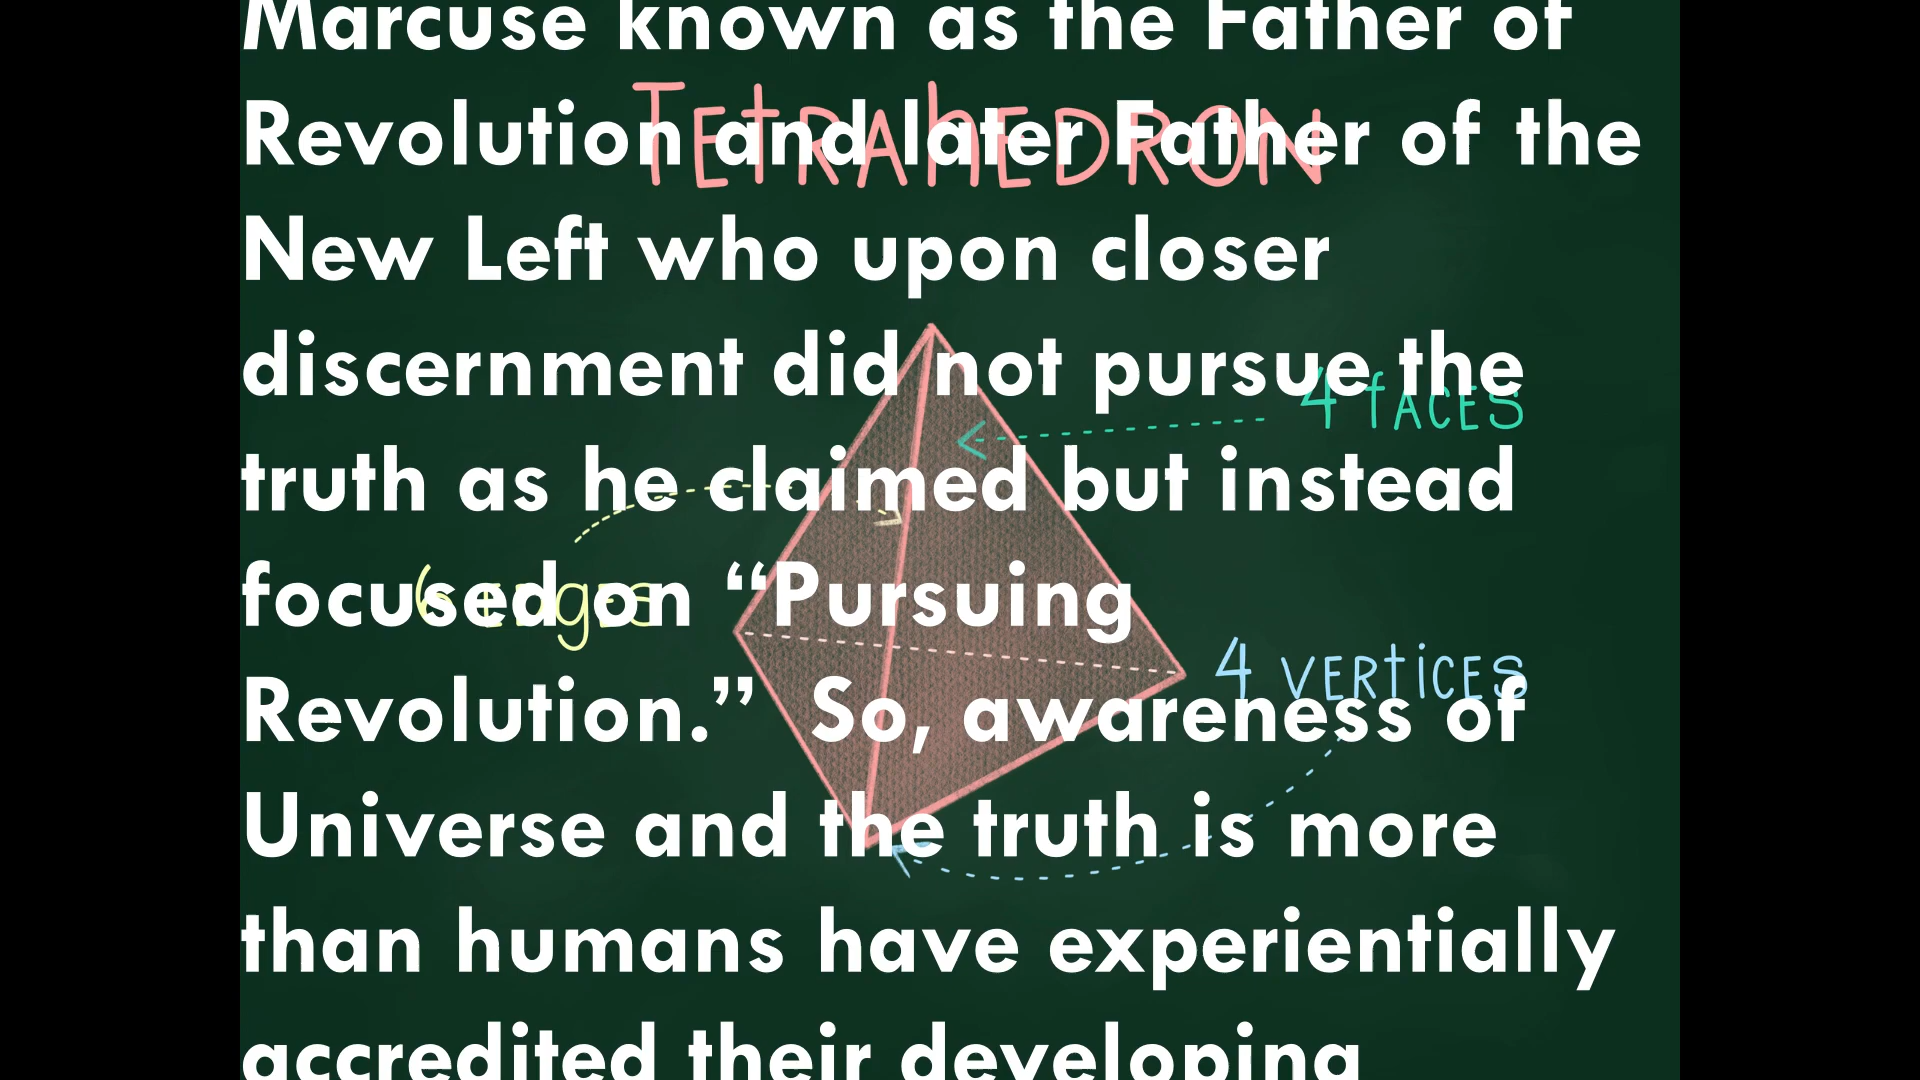 Marcuse known as the Father of
Revolution and later Father of the
New Left who upon closer
discernment did not pursue the
truth as he claimed but instead
focused on “Pursuing
Revolution.”  So, awareness of
Universe and the truth is more
than humans have experientially
accredited their developing
TETRAhEDRON
4 fACES
6 EDgES
4 VERtiCES